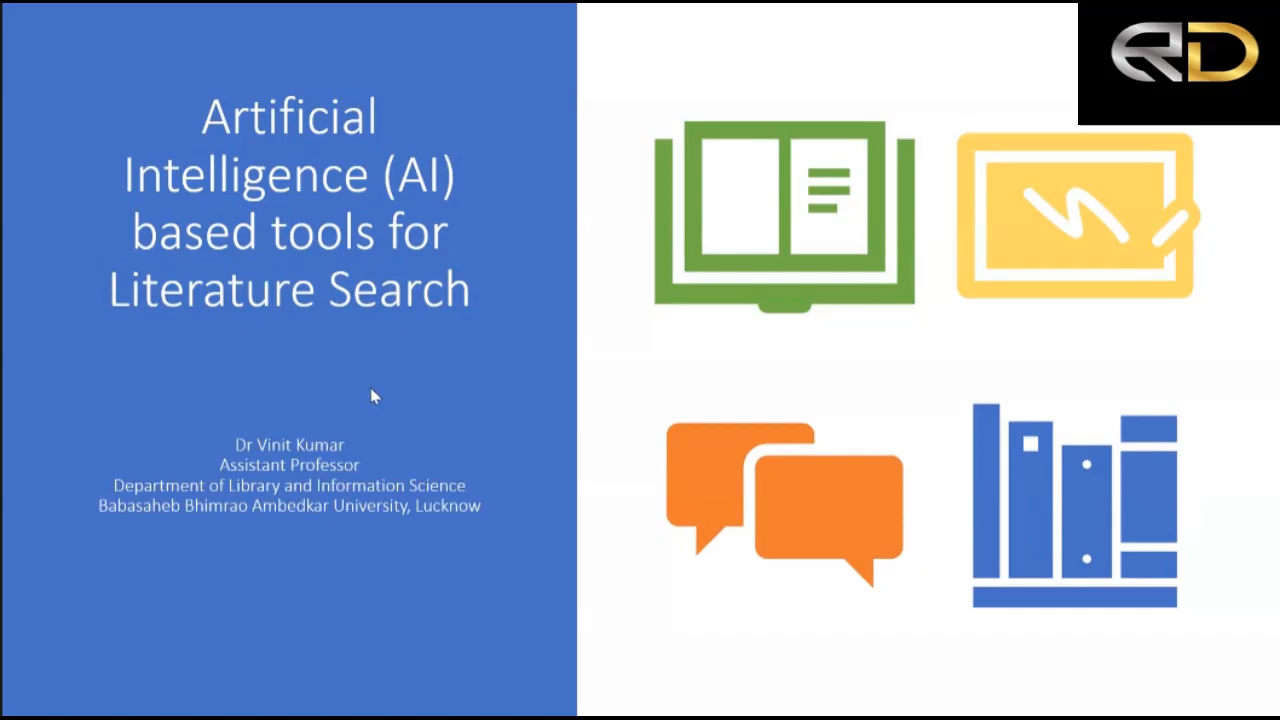 Artificial
Intelligence (AI)
based tools for
Literature Search
Dr Vinit Kumar
Assistant Professor
Department of Library and Information Science
Babasaheb Bhimrao Ambedkar University, Lucknow
RD